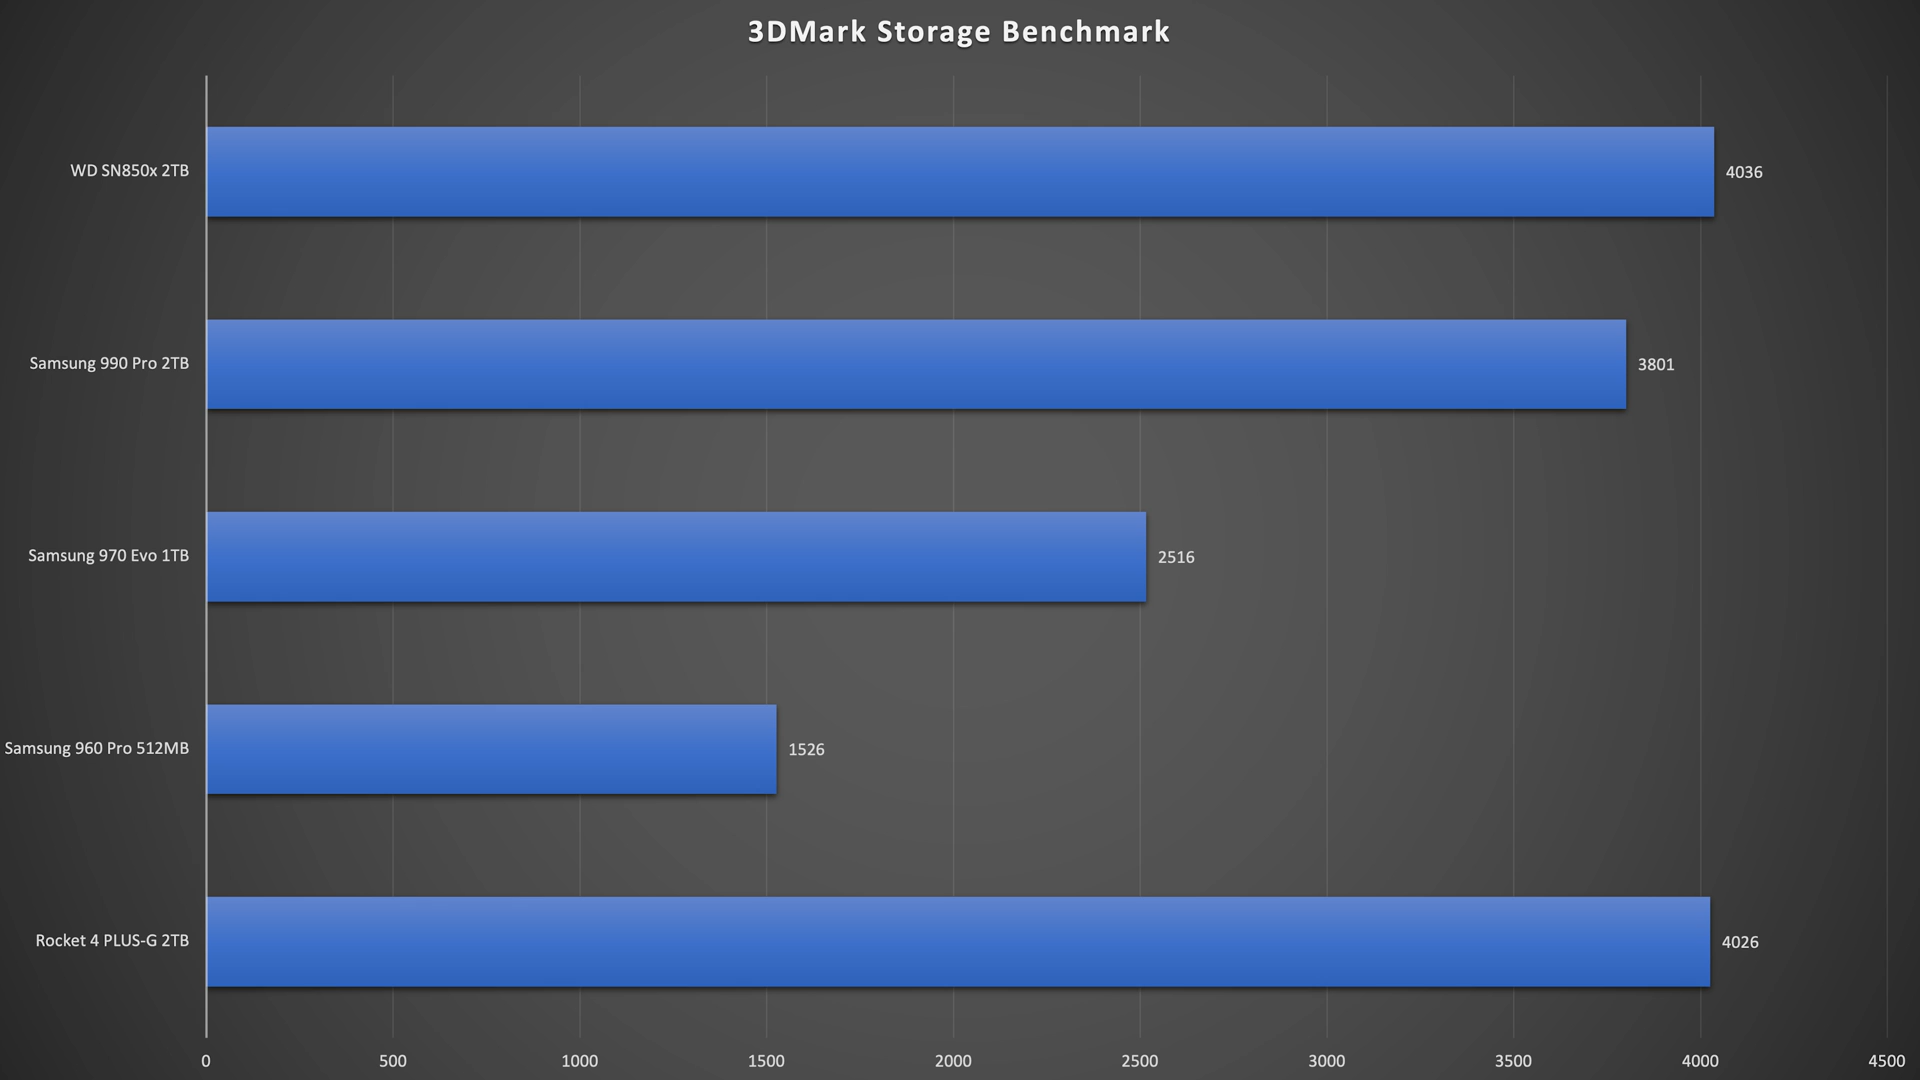 3DMark Storage Benchmark
WD SN850x 2TB
4036
Samsung 990 Pro 2TB
3801
Samsung 970 Evo 1TB
2516
Samsung 960 Pro 512MB
1526
Rocket 4 PLUS-G 2TB
4026
0 500 1000 1500 2000 2500 3000 3500 4000 4500